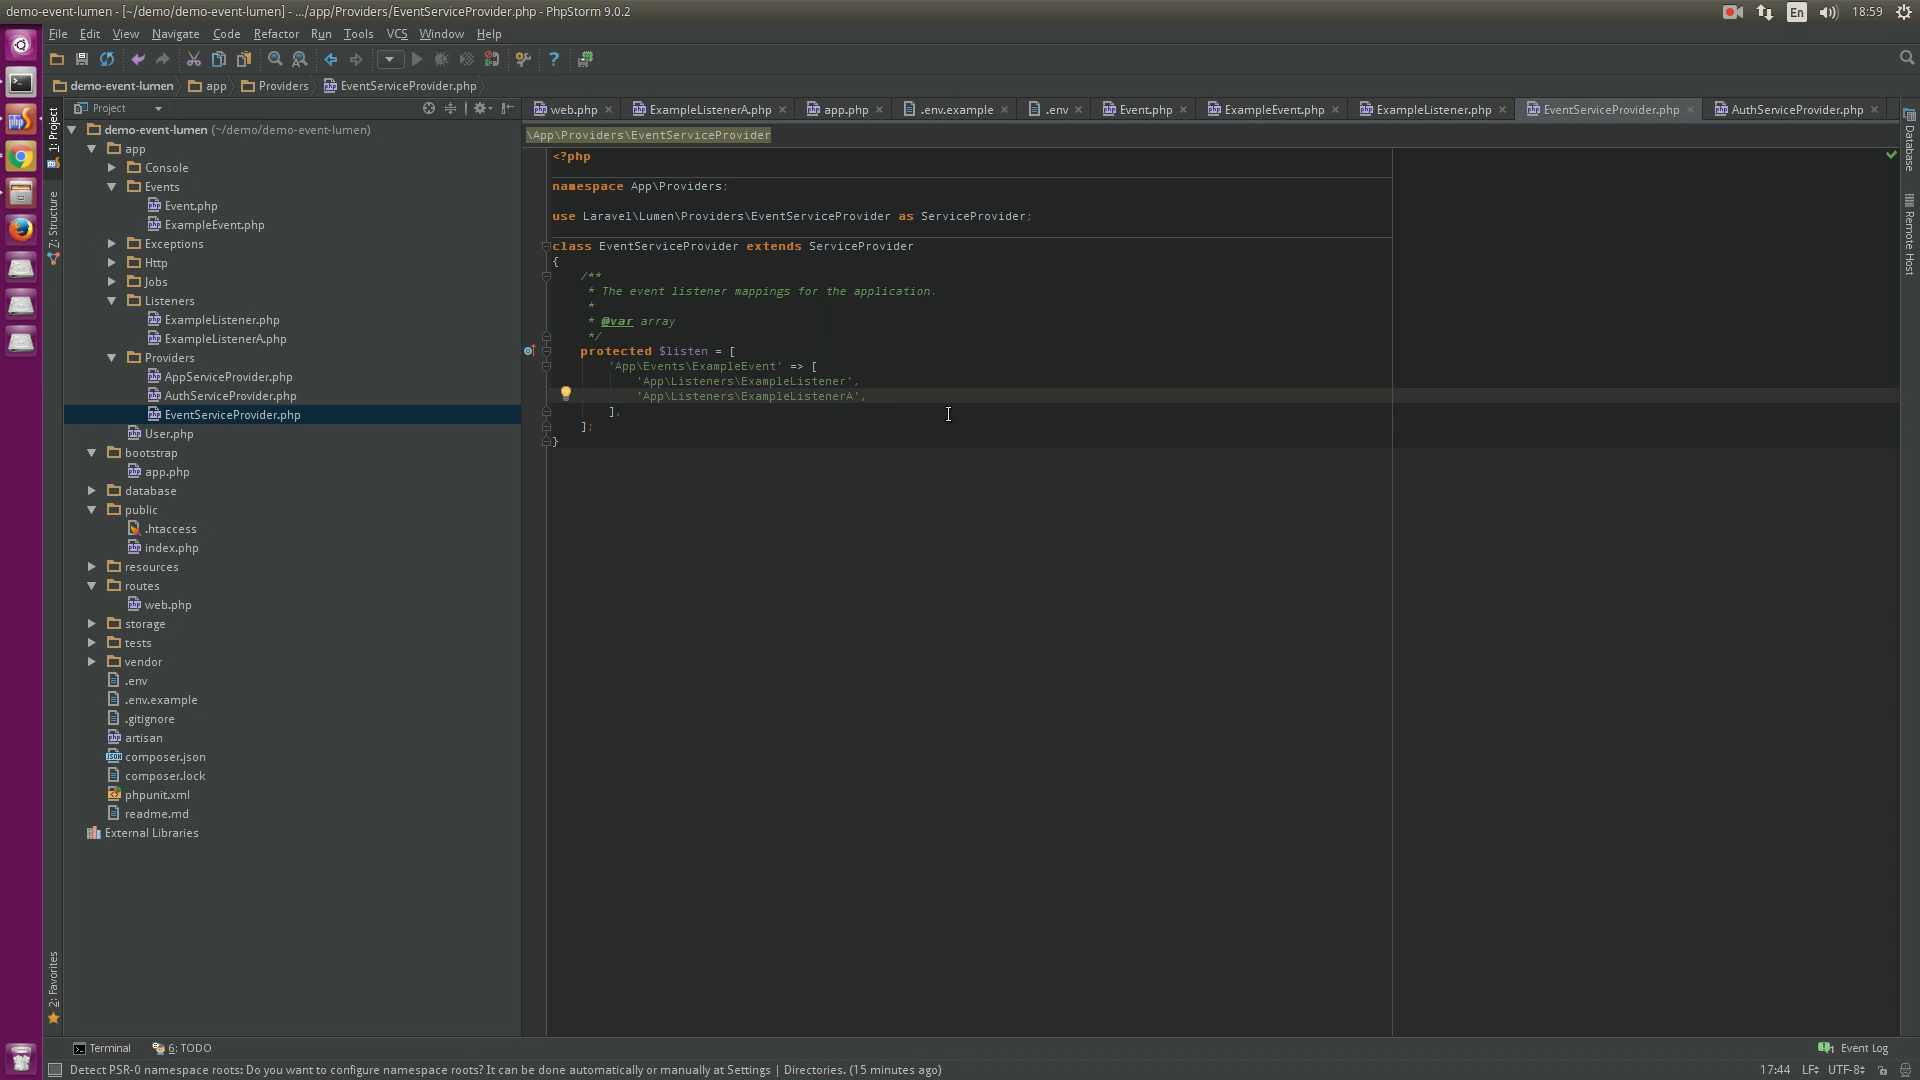 demo-event-lumen - [~/demo/demo-event-lumen] - .../app/Providers/EventServiceProvider.php - PhpStorm 9.0.2
En
18:59
File Edit View Navigate Code Refactor Run Tools VCS Window Help
demo-event-lumen app Providers EventServiceProvider.php
Project
web.php ExampleListenerA.php app.php .env.example .env Event.php ExampleEvent.php ExampleListener.php EventServiceProvider.php AuthServiceProvider.php
1: Project
Z: Structure
2: Favorites
demo-event-lumen (~/demo/demo-event-lumen)
app
Console
Events
Event.php
ExampleEvent.php
Exceptions
Http
Jobs
Listeners
ExampleListener.php
ExampleListenerA.php
Providers
AppServiceProvider.php
AuthServiceProvider.php
EventServiceProvider.php
User.php
bootstrap
app.php
database
public
.htaccess
index.php
resources
routes
web.php
storage
tests
vendor
.env
.env.example
.gitignore
artisan
composer.json
composer.lock
phpunit.xml
readme.md
External Libraries
\App\Providers\EventServiceProvider
<?php
namespace App\Providers;
use Laravel\Lumen\Providers\EventServiceProvider as ServiceProvider;
class EventServiceProvider extends ServiceProvider
{
/**
* The event listener mappings for the application.
*
* @var array
*/
protected $listen = [
'App\Events\ExampleEvent' => [
'App\Listeners\ExampleListener',
'App\Listeners\ExampleListenerA',
],
];
}
Database
Remote Host
Terminal
6: TODO
Event Log
Detect PSR-0 namespace roots: Do you want to configure namespace roots? It can be done automatically or manually at Settings | Directories. (15 minutes ago)
17:44 LF UTF-8